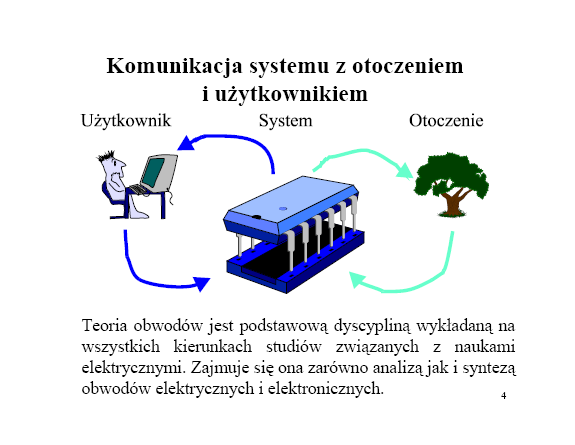 Komunikacja systemu z otoczeniem
i użytkownikiem
Użytkownik System Otoczenie
Teoria obwodów jest podstawową dyscypliną wykładaną na
wszystkich kierunkach studiów związanych z naukami
elektrycznymi. Zajmuje się ona zarówno analizą jak i syntezą
obwodów elektrycznych i elektronicznych.
4